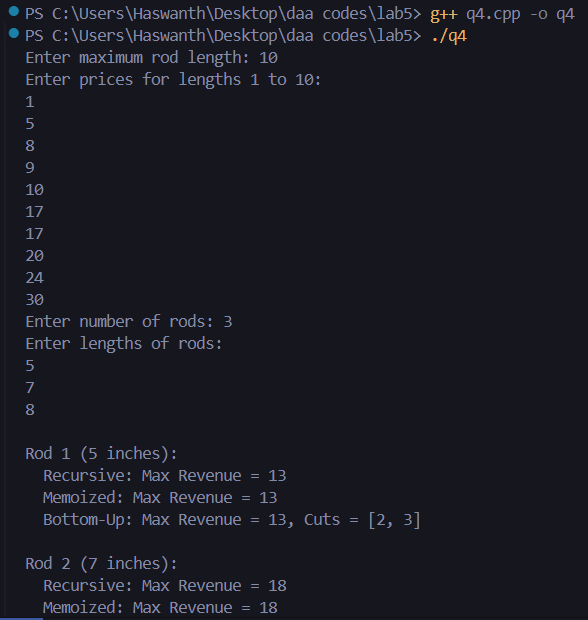 PS C:\Users\Haswanth\Desktop\daa codes\lab5> g++ q4.cpp -o q4
PS C:\Users\Haswanth\Desktop\daa codes\lab5> ./q4
Enter maximum rod length: 10
Enter prices for lengths 1 to 10:
1
5
8
9
10
17
17
20
24
30
Enter number of rods: 3
Enter lengths of rods:
5
7
8

Rod 1 (5 inches):
  Recursive: Max Revenue = 13
  Memoized: Max Revenue = 13
  Bottom-Up: Max Revenue = 13, Cuts = [2, 3]

Rod 2 (7 inches):
  Recursive: Max Revenue = 18
  Memoized: Max Revenue = 18